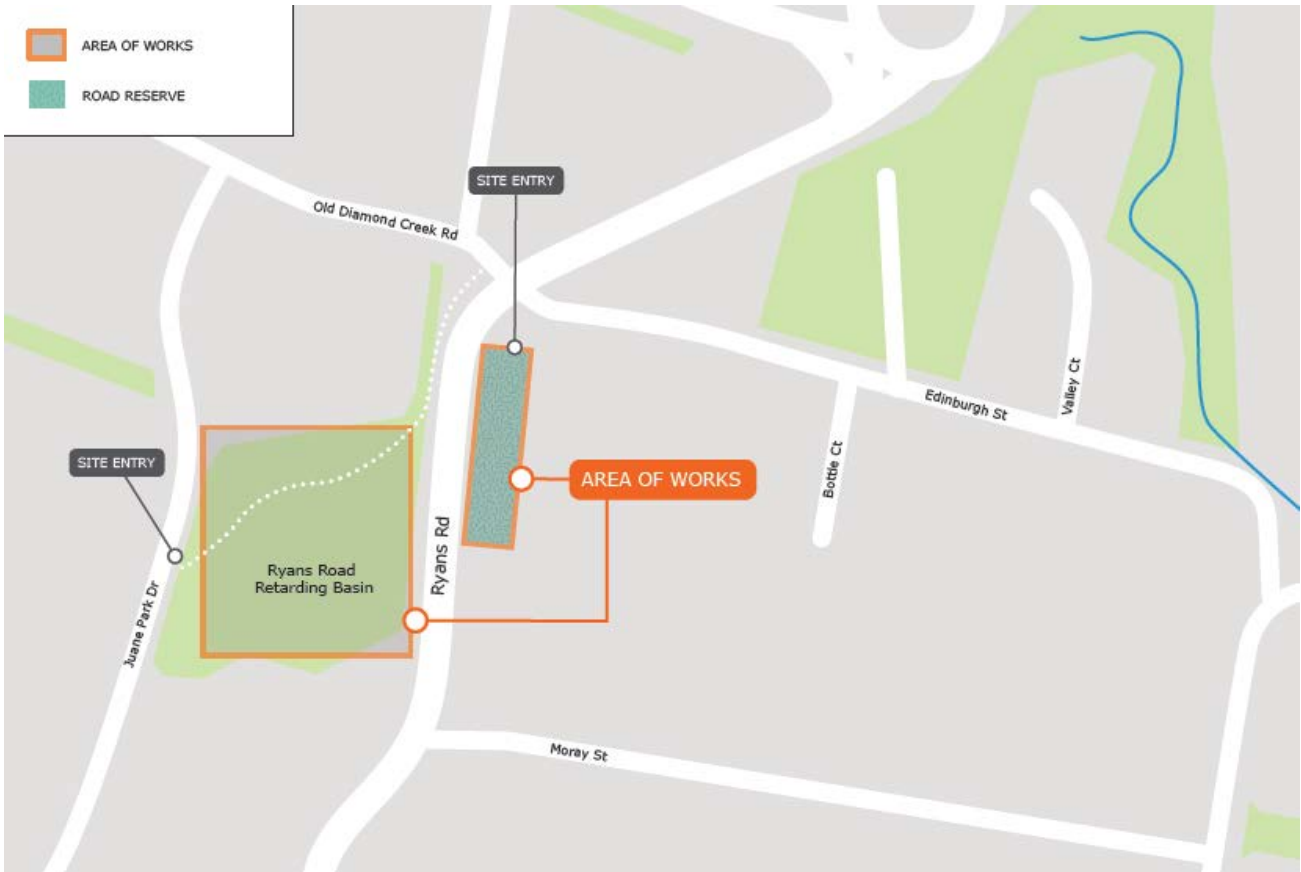 AREA OF WORKS
ROAD RESERVE
SITE ENTRY
Old Diamond Creek Rd
Edinburgh St
Valley Ct
Bottle Ct
SITE ENTRY
AREA OF WORKS
Ryans Rd
Ryans Road
Retarding Basin
Juane Park Dr
Moray St